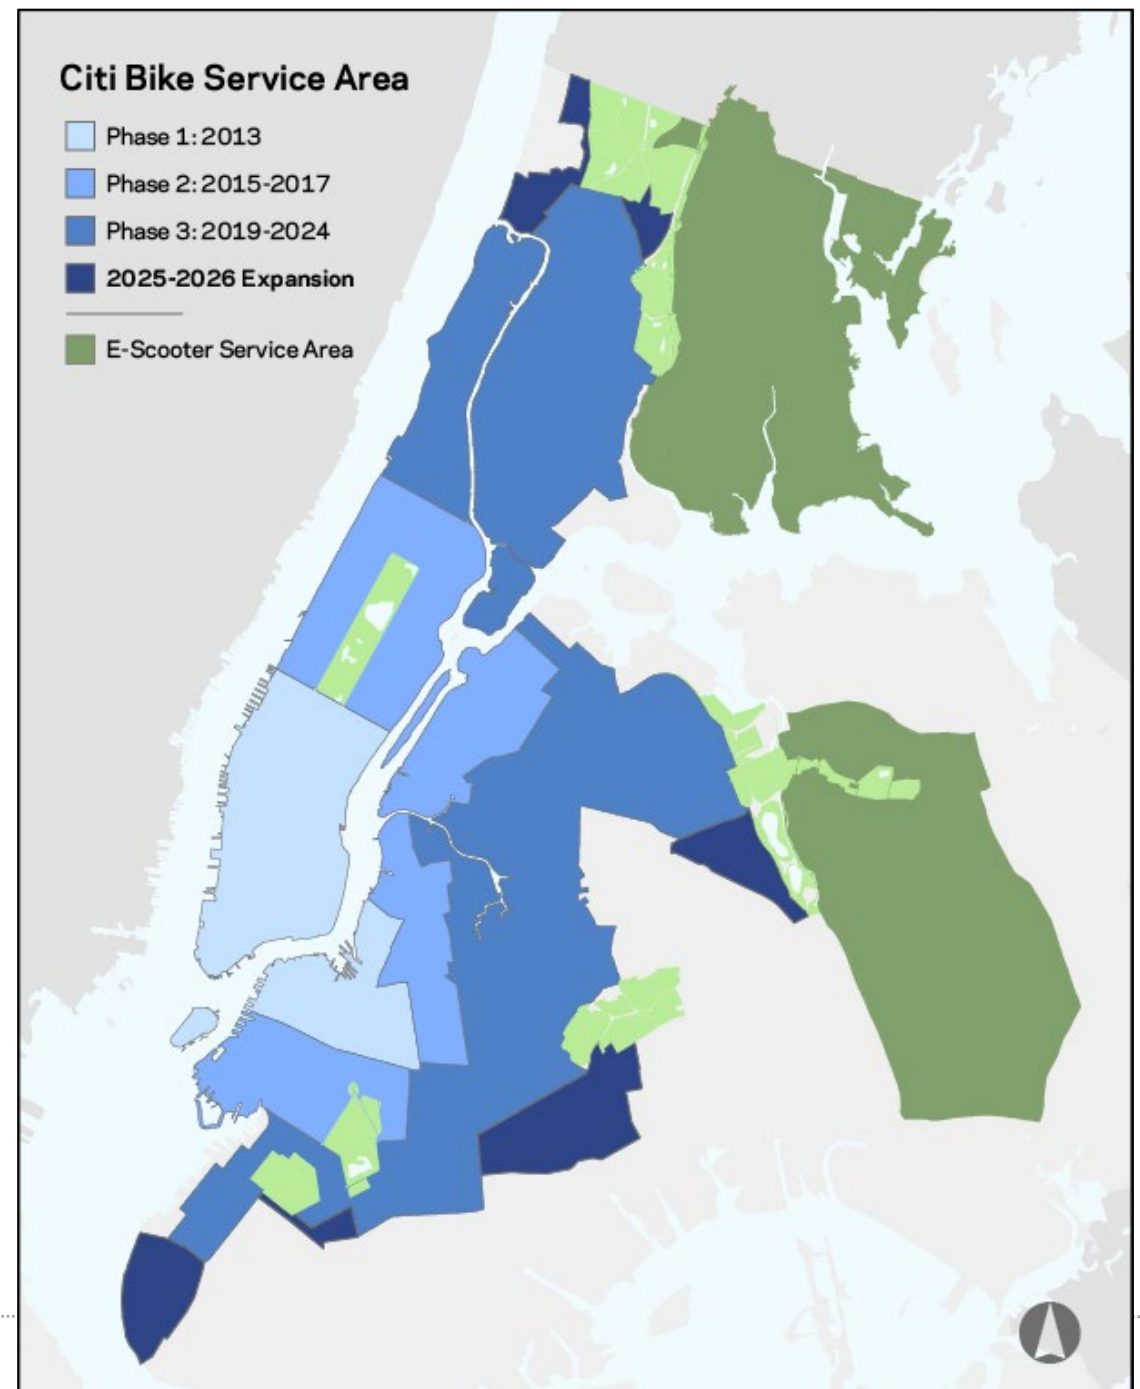 Citi Bike Service Area
Phase 1: 2013
Phase 2: 2015-2017
Phase 3: 2019-2024
2025-2026 Expansion
E-Scooter Service Area